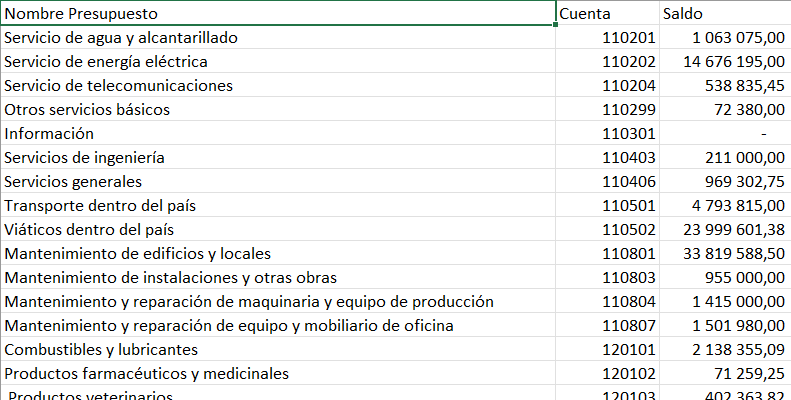 Nombre Presupuesto Cuenta Saldo
Servicio de agua y alcantarillado 110201 1 063 075,00
Servicio de energía eléctrica 110202 14 676 195,00
Servicio de telecomunicaciones 110204 538 835,45
Otros servicios básicos 110299 72 380,00
Información 110301 -
Servicios de ingeniería 110403 211 000,00
Servicios generales 110406 969 302,75
Transporte dentro del país 110501 4 793 815,00
Viáticos dentro del país 110502 23 999 601,38
Mantenimiento de edificios y locales 110801 33 819 588,50
Mantenimiento de instalaciones y otras obras 110803 955 000,00
Mantenimiento y reparación de maquinaria y equipo de producción 110804 1 415 000,00
Mantenimiento y reparación de equipo y mobiliario de oficina 110807 1 501 980,00
Combustibles y lubricantes 120101 2 138 355,09
Productos farmacéuticos y medicinales 120102 71 259,25
Productos veterinarios 120103 402 363,82